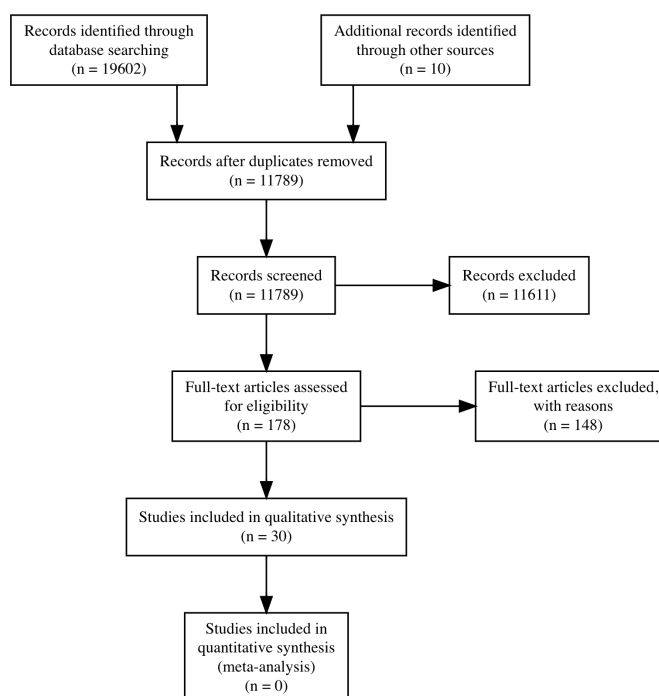 Records identified through
database searching
(n = 19602)
Additional records identified
through other sources
(n = 10)
Records after duplicates removed
(n = 11789)
Records screened
(n = 11789)
Records excluded
(n = 11611)
Full-text articles assessed
for eligibility
(n = 178)
Full-text articles excluded,
with reasons
(n = 148)
Studies included in qualitative synthesis
(n = 30)
Studies included in
quantitative synthesis
(meta-analysis)
(n = 0)